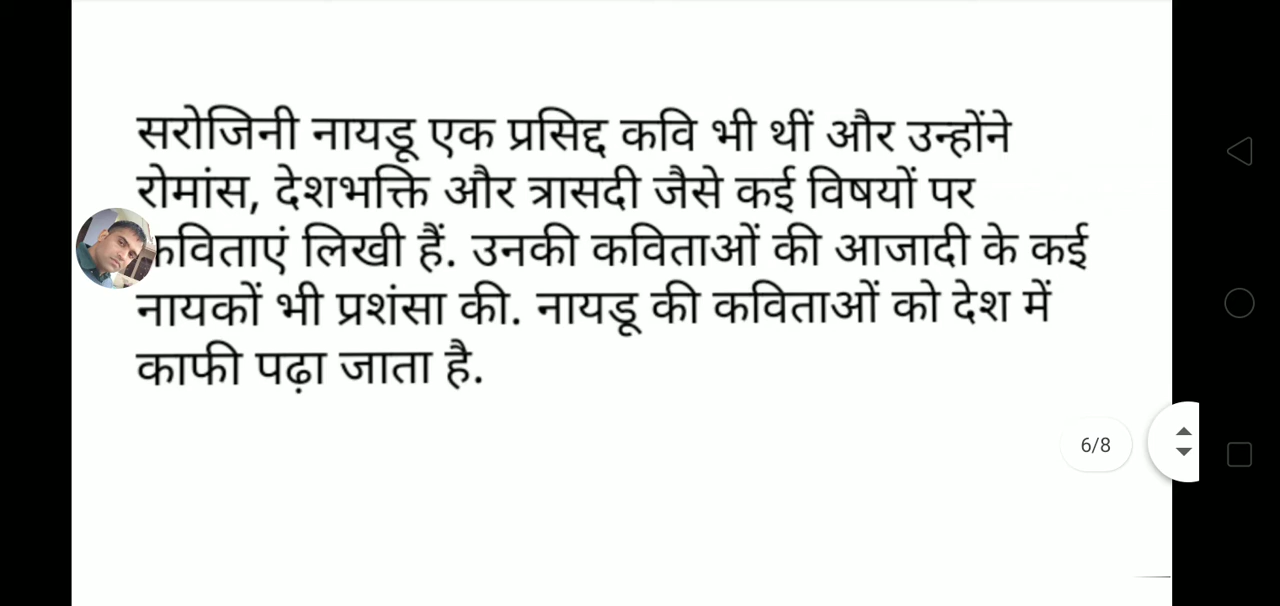 सरोजिनी नायडू एक प्रसिद्द कवि भी थीं और उन्होंने
रोमांस, देशभक्ति और त्रासदी जैसे कई विषयों पर
कविताएं लिखी हैं. उनकी कविताओं की आजादी के कई
नायकों भी प्रशंसा की. नायडू की कविताओं को देश में
काफी पढ़ा जाता है.
6/8